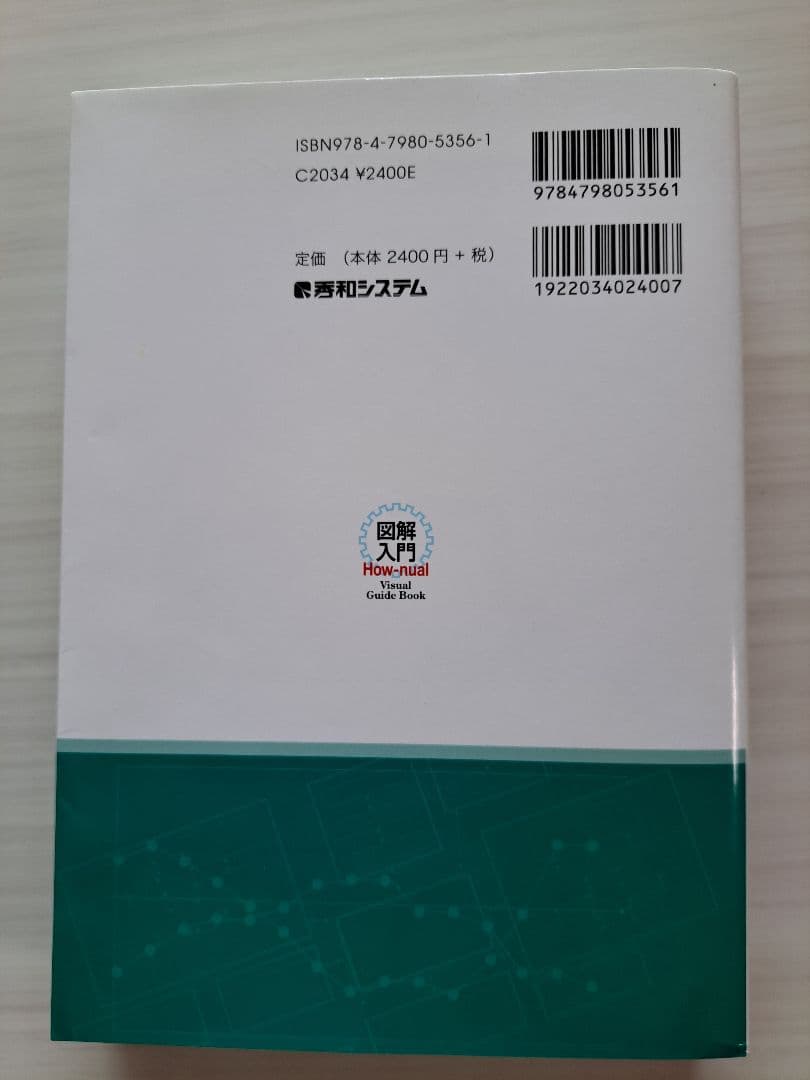 ISBN978-4-7980-5356-1
C2034 ¥2400E
9784798053561
定価 （本体 2400 円 + 税）
秀和システム
1922034024007
図解
入門
How-nual
Visual
Guide Book